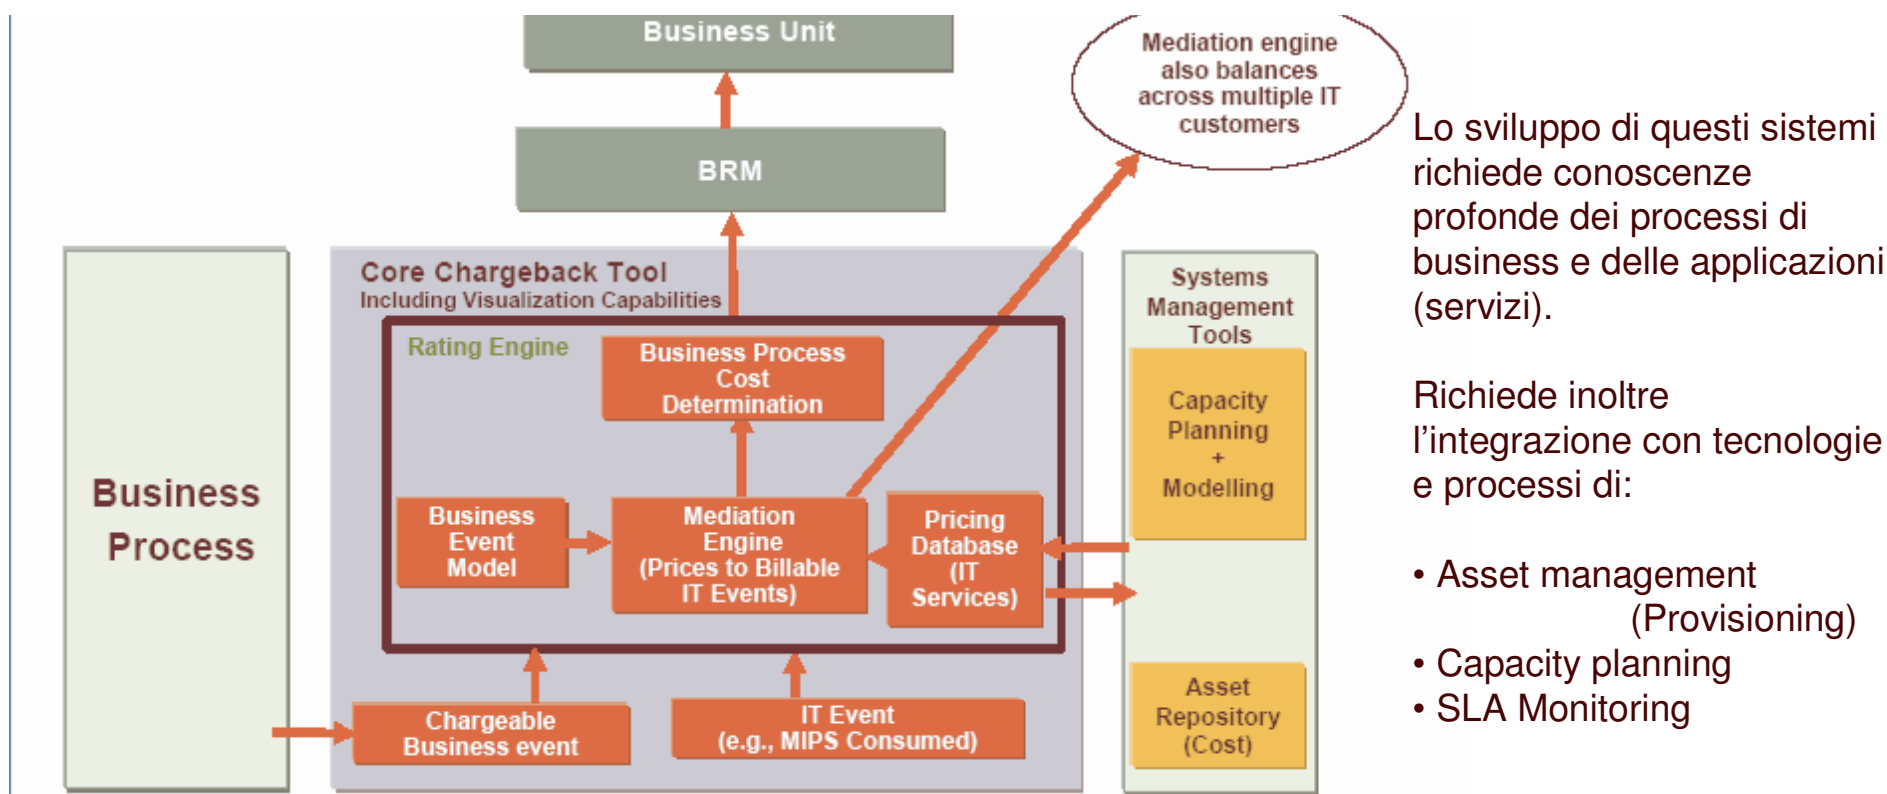 Business Unit
Mediation engine
also balances
across multiple IT
customers
BRM
Core Chargeback Tool
Including Visualization Capabilities
Rating Engine
Business Process
Cost
Determination
Business
Process
Business
Event
Model
Mediation
Engine
(Prices to Billable
IT Events)
Pricing
Database
(IT
Services)
Chargeable
Business event
IT Event
(e.g., MIPS Consumed)
Systems
Management
Tools
Capacity
Planning
+
Modelling
Asset
Repository
(Cost)
Lo sviluppo di questi sistemi
richiede conoscenze
profonde dei processi di
business e delle applicazioni
(servizi).
Richiede inoltre
l'integrazione con tecnologie
e processi di:
• Asset management
(Provisioning)
• Capacity planning
• SLA Monitoring